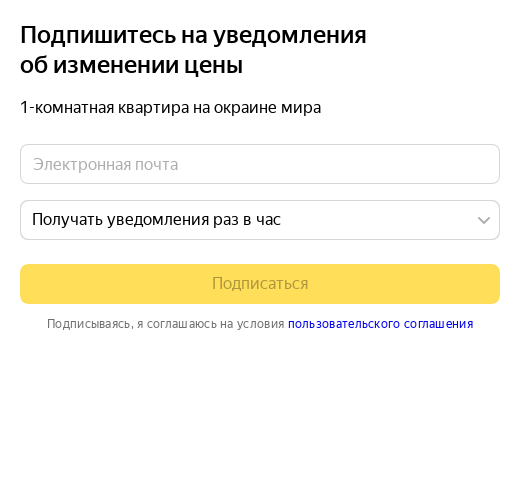 Подпишитесь на уведомления
об изменении цены
1-комнатная квартира на окраине мира
Электронная почта
Получать уведомления раз в час
Подписаться
Подписываясь, я соглашаюсь на условия пользовательского соглашения